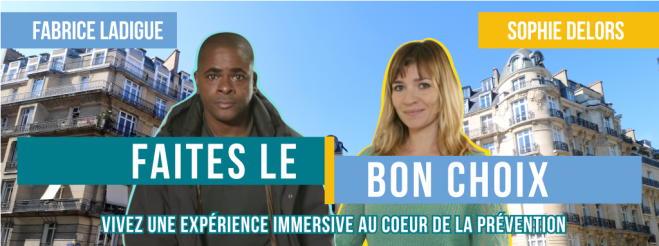 FABRICE LADIGUE
SOPHIE DELORS
FAITES LE
BON CHOIX
VIVEZ UNE EXPÉRIENCE IMMERSIVE AU COEUR DE LA PRÉVENTION